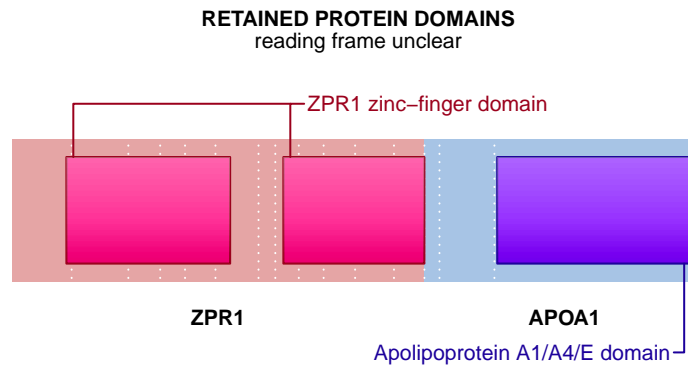 RETAINED PROTEIN DOMAINS
reading frame unclear
ZPR1 zinc−finger domain
ZPR1
APOA1
Apolipoprotein A1/A4/E domain